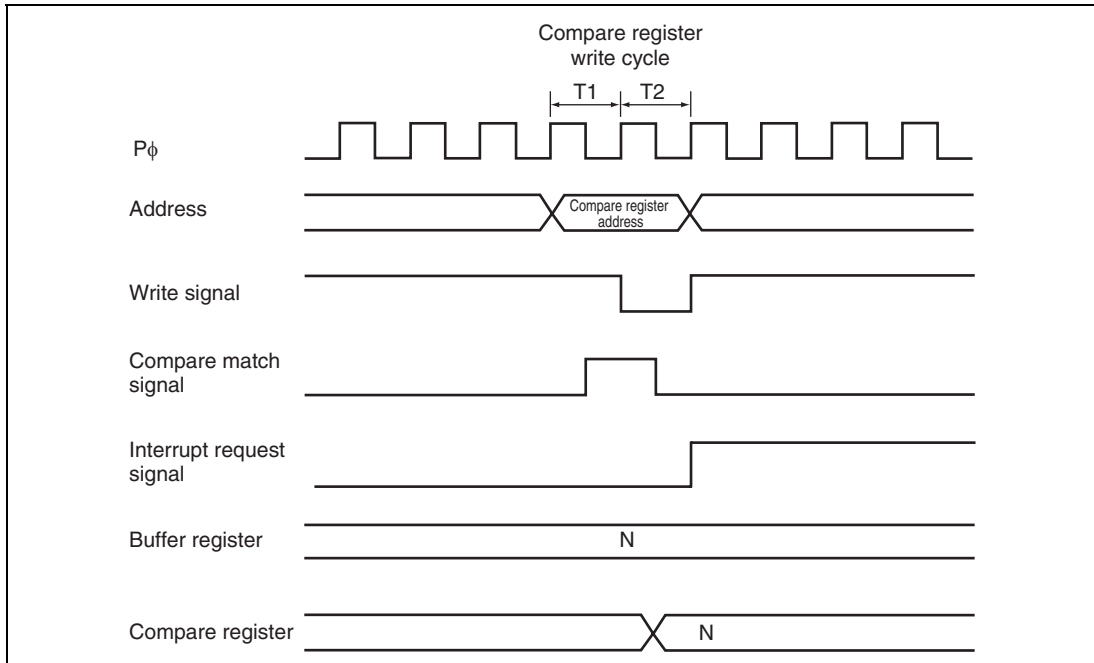 Compare register
write cycle
T1 T2
Pϕ
Address
Compare register
address
Write signal
Compare match
signal
Interrupt request
signal
Buffer register
N
Compare register
N